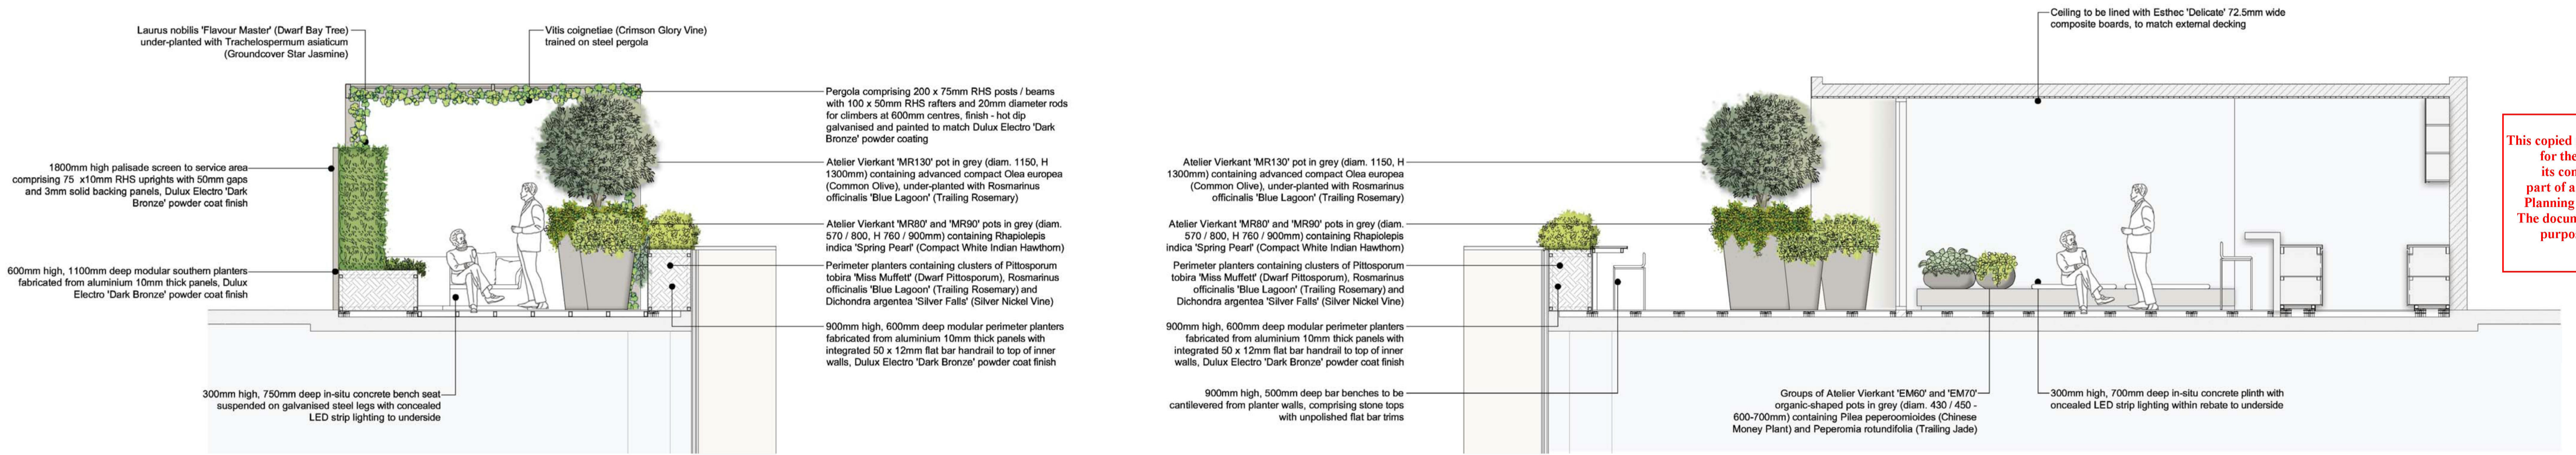 Laurus nobilis 'Flavour Master' (Dwarf Bay Tree)
under-planted with Trachelospermum asiaticum
(Groundcover Star Jasmine)
Vitis coignetiae (Crimson Glory Vine)
trained on steel pergola
1800mm high palisade screen to service area
comprising 75 x10mm RHS uprights with 50mm gaps
and 3mm solid backing panels, Dulux Electro 'Dark
Bronze' powder coat finish
600mm high, 1100mm deep modular southern planters
fabricated from aluminium 10mm thick panels, Dulux
Electro 'Dark Bronze' powder coat finish
300mm high, 750mm deep in-situ concrete bench seat
suspended on galvanised steel legs with concealed
LED strip lighting to underside
Pergola comprising 200 x 75mm RHS posts / beams
with 100 x 50mm RHS rafters and 20mm diameter rods
for climbers at 600mm centres, finish - hot dip
galvanised and painted to match Dulux Electro 'Dark
Bronze' powder coating
Atelier Vierkant 'MR130' pot in grey (diam. 1150, H
1300mm) containing advanced compact Olea europea
(Common Olive), under-planted with Rosmarinus
officinalis 'Blue Lagoon' (Trailing Rosemary)
Atelier Vierkant 'MR80' and 'MR90' pots in grey (diam.
570 / 800, H 760 / 900mm) containing Rhapiolepis
indica 'Spring Pearl' (Compact White Indian Hawthorn)
Perimeter planters containing clusters of Pittosporum
tobira 'Miss Muffett' (Dwarf Pittosporum), Rosmarinus
officinalis 'Blue Lagoon' (Trailing Rosemary) and
Dichondra argentea 'Silver Falls' (Silver Nickel Vine)
900mm high, 600mm deep modular perimeter planters
fabricated from aluminium 10mm thick panels with
integrated 50 x 12mm flat bar handrail to top of inner
walls, Dulux Electro 'Dark Bronze' powder coat finish
Ceiling to be lined with Esthec 'Delicate' 72.5mm wide
composite boards, to match external decking
Atelier Vierkant 'MR130' pot in grey (diam. 1150, H
1300mm) containing advanced compact Olea europea
(Common Olive), under-planted with Rosmarinus
officinalis 'Blue Lagoon' (Trailing Rosemary)
Atelier Vierkant 'MR80' and 'MR90' pots in grey (diam.
570 / 800, H 760 / 900mm) containing Rhapiolepis
indica 'Spring Pearl' (Compact White Indian Hawthorn)
Perimeter planters containing clusters of Pittosporum
tobira 'Miss Muffett' (Dwarf Pittosporum), Rosmarinus
officinalis 'Blue Lagoon' (Trailing Rosemary) and
Dichondra argentea 'Silver Falls' (Silver Nickel Vine)
900mm high, 600mm deep modular perimeter planters
fabricated from aluminium 10mm thick panels with
integrated 50 x 12mm flat bar handrail to top of inner
walls, Dulux Electro 'Dark Bronze' powder coat finish
900mm high, 500mm deep bar benches to be
cantilevered from planter walls, comprising stone tops
with unpolished flat bar trims
Groups of Atelier Vierkant 'EM60' and 'EM70'
organic-shaped pots in grey (diam. 430 / 450 -
600-700mm) containing Pilea peperoomioides (Chinese
Money Plant) and Peperomia rotundifolia (Trailing Jade)
300mm high, 700mm deep in-situ concrete plinth with
oncealed LED strip lighting within rebate to underside
This copied
for the
its con
part of a
Planning
The docum
purpo